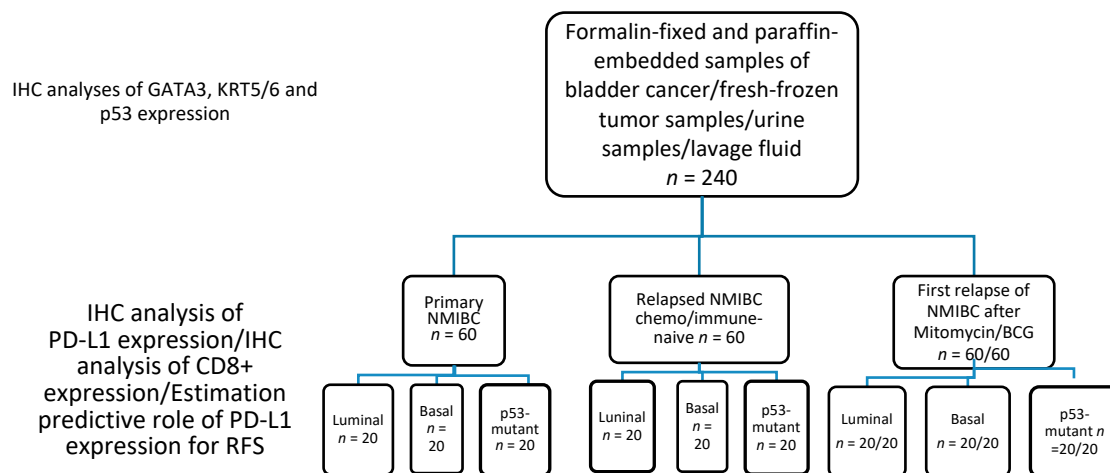 Formalin-fixed and paraffin-
embedded samples of
bladder cancer/fresh-frozen
tumor samples/urine
samples/lavage fluid
n = 240
IHC analyses of GATA3, KRT5/6 and
p53 expression
Primary
NMIBC
n = 60
Relapsed NMIBC
chemo/immune-
naive n = 60
First relapse of
NMIBC after
Mitomycin/BCG
n = 60/60
IHC analysis of
PD-L1 expression/IHC
analysis of CD8+
expression/Estimation
predictive role of PD-L1
expression for RFS
Luminal
n = 20
Basal
n =
20
p53-
mutant
n = 20
Luninal
n = 20
Basal
n =
20
p53-
mutant
n = 20
Luminal
n = 20/20
Basal
n = 20/20
p53-
mutant n
=20/20